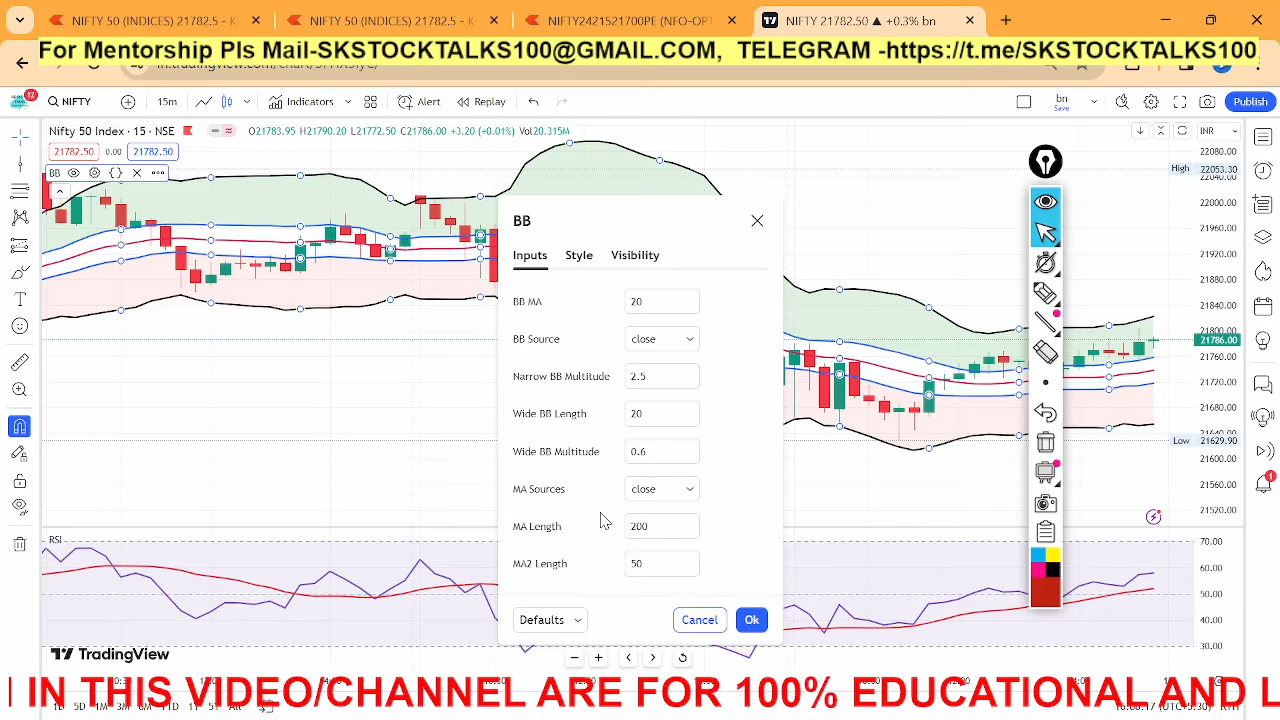 NIFTY 50 (INDICES) 21782.5 - K
NIFTY 50 (INDICES) 21782.5 - K
NIFTY2421521700PE (NFO-OPT
NIFTY 21782.50 ▲ +0.3% bn
For Mentorship Pls Mail-SKSTOCKTALKS100@GMAIL.COM, TELEGRAM -https://t.me/SKSTOCKTALKS100
12
NIFTY
15m
Indicators
Alert
Replay
bn
Save
Publish
Nifty 50 Index · 15 · NSE
O21783.95 H21790.20 L21772.50 C21786.00 +3.20 (+0.01%) Vol20.315M
INR
21782.50
0.00
21782.50
BB
22080.00
High 22053.30
22040.00
22000.00
21960.00
21920.00
21880.00
21840.00
21800.00
21786.00
21760.00
21720.00
21680.00
21640.00
Low 21629.90
21600.00
21560.00
21520.00
BB
Inputs
Style
Visibility
BB MA
20
BB Source
close
Narrow BB Multitude
2.5
Wide BB Length
20
Wide BB Multitude
0.6
MA Sources
close
MA Length
200
MA2 Length
50
Defaults
Cancel
Ok
RSI
70.00
60.00
50.00
40.00
30.00
1
TradingView
IN THIS VIDEO/CHANNEL ARE FOR 100% EDUCATIONAL AND L